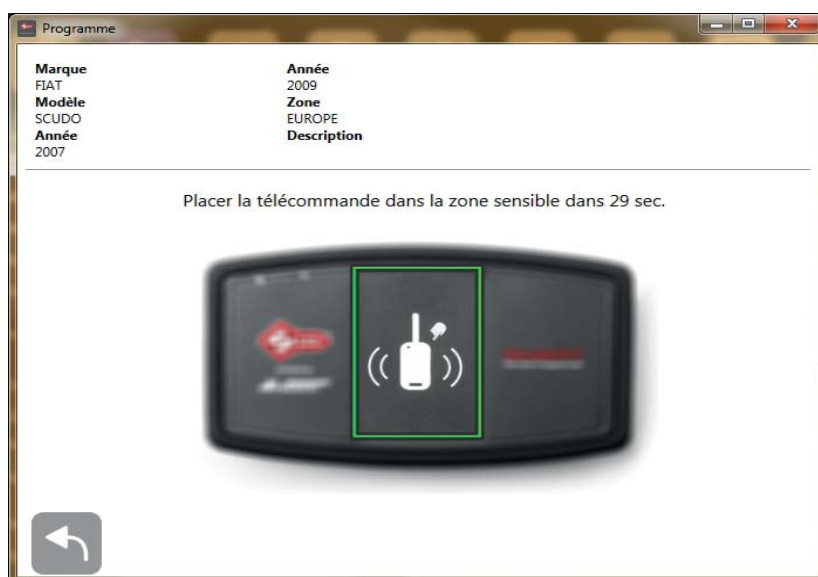 Programme
Marque
FIAT
Modèle
SCUDO
Année
2007
Année
2009
Zone
EUROPE
Description
Placer la télécommande dans la zone sensible dans 29 sec.